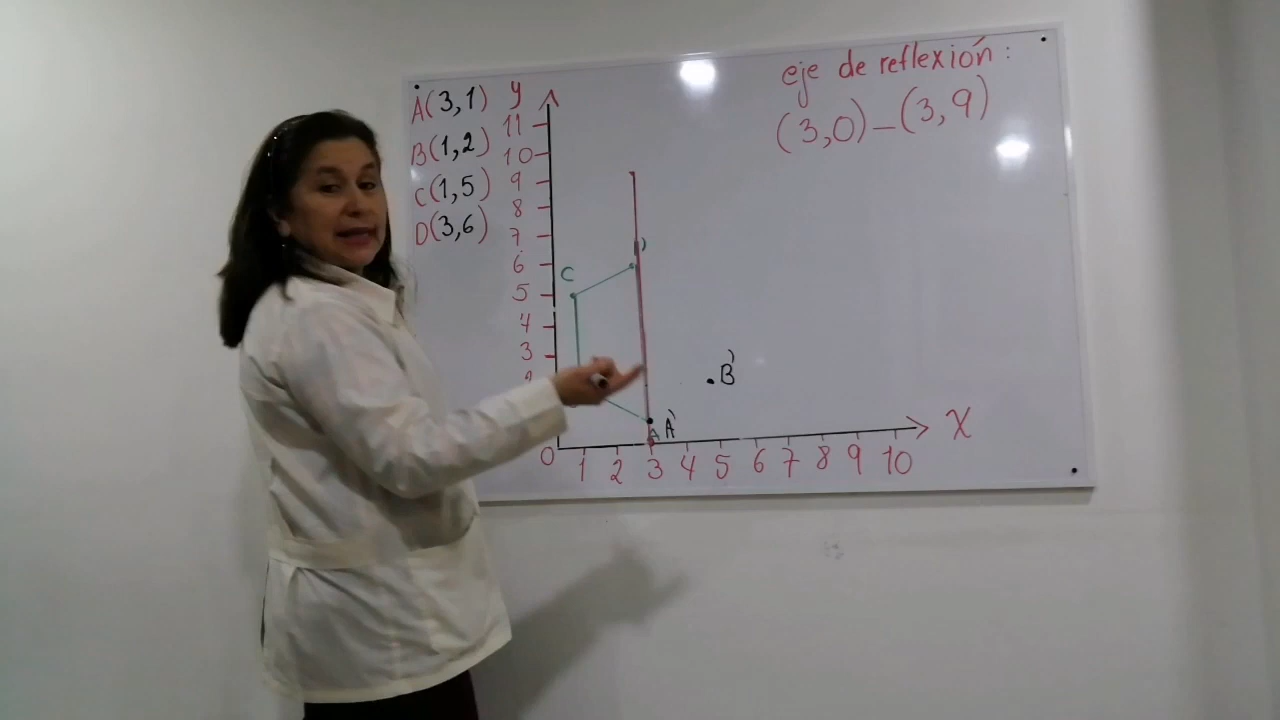 A(3,1)
B(1,2)
C(1,5)
D(3,6)
y
11
10
9
8
7
6
5
4
3
0
1 2 3 4 5 6 7 8 9 10
X
C
B'
A A'
eje de reflexión:
(3,0)–(3,9)